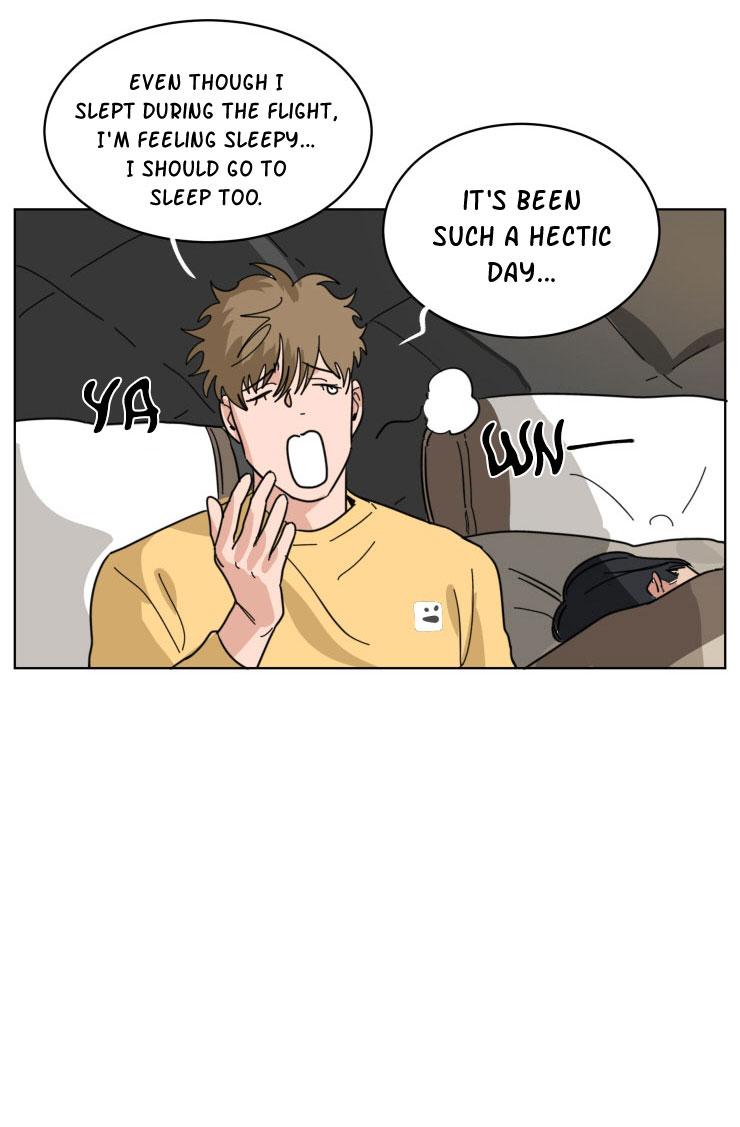 EVEN THOUGH I
SLEPT DURING THE FLIGHT,
I'M FEELING SLEEPY...
I SHOULD GO TO
SLEEP TOO.
IT'S BEEN
SUCH A HECTIC
DAY...
YA
WN—